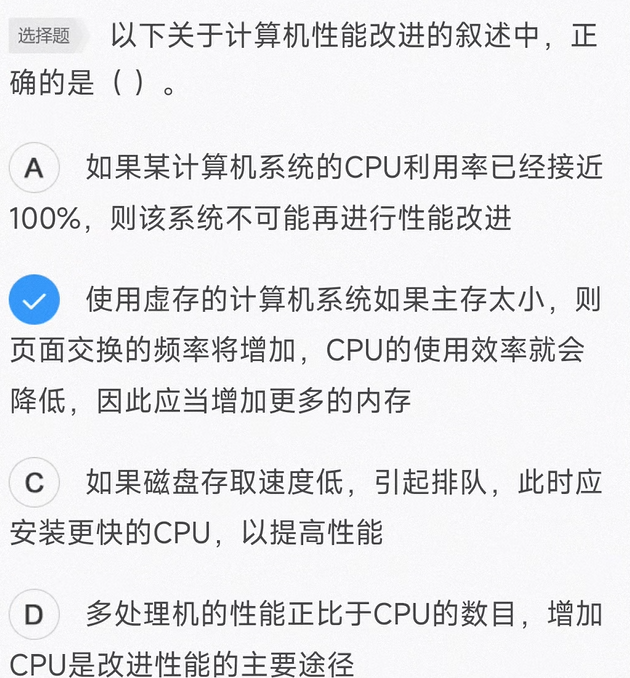 选择题 以下关于计算机性能改进的叙述中，正
确的是（ ）。
A 如果某计算机系统的CPU利用率已经接近
100%，则该系统不可能再进行性能改进
使用虚存的计算机系统如果主存太小，则
页面交换的频率将增加，CPU的使用效率就会
降低，因此应当增加更多的内存
C 如果磁盘存取速度低，引起排队，此时应
安装更快的CPU，以提高性能
D 多处理机的性能正比于CPU的数目，增加
CPU是改进性能的主要途径